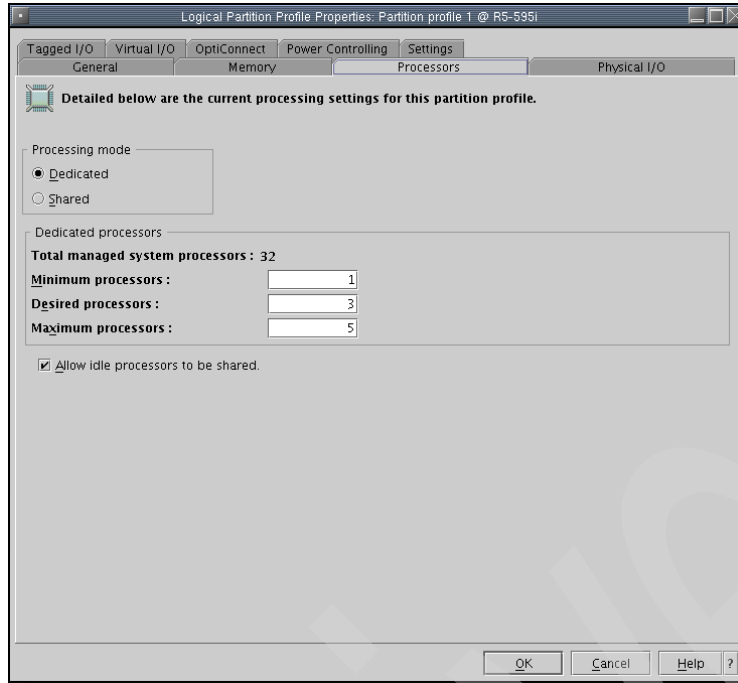 Logical Partition Profile Properties: Partition profile 1 @ R5-595i
Tagged I/O Virtual I/O OptiConnect Power Controlling Settings
General Memory Processors Physical I/O
Detailed below are the current processing settings for this partition profile.
Processing mode
Dedicated
Shared
Dedicated processors
Total managed system processors : 32
Minimum processors : 1
Desired processors : 3
Maximum processors : 5
Allow idle processors to be shared.
OK Cancel Help ?